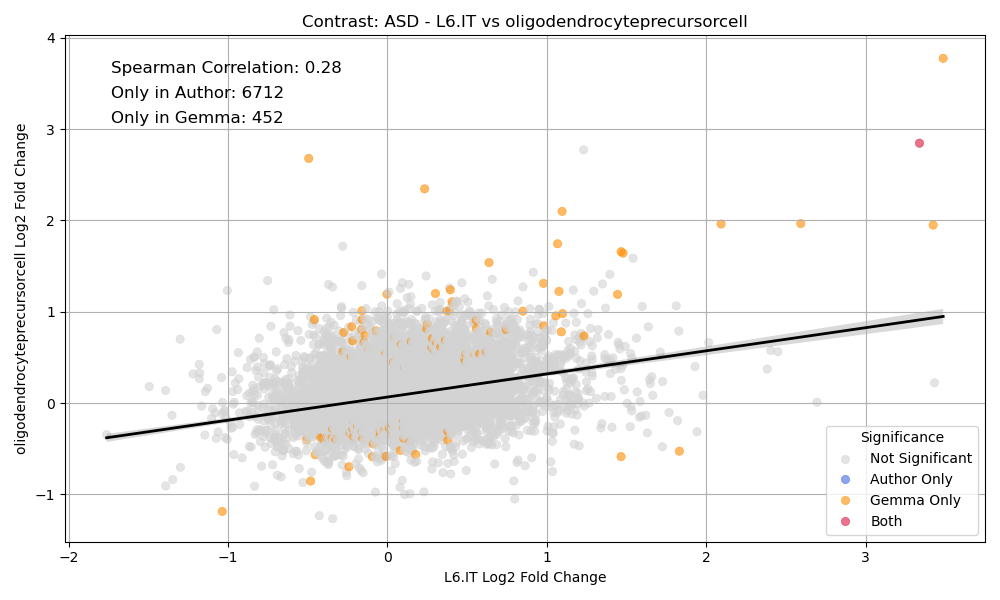 Contrast: ASD - L6.IT vs oligodendrocyteprecursorcell
Spearman Correlation: 0.28
Only in Author: 6712
Only in Gemma: 452
oligodendrocyteprecursorcell Log2 Fold Change
4
3
2
1
0
−1
−2
−1
0
1
2
3
L6.IT Log2 Fold Change
Significance
Not Significant
Author Only
Gemma Only
Both